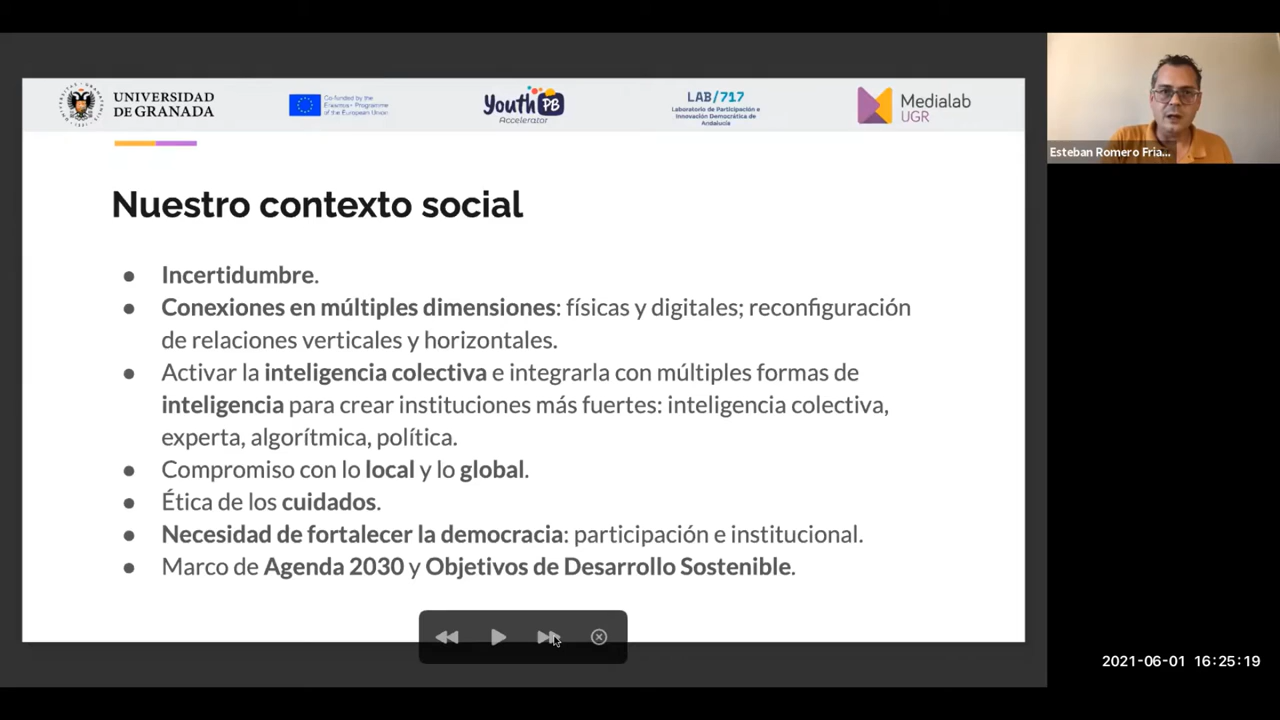 UNIVERSIDAD
DE GRANADA
Co-funded by the
Erasmus+ Programme
of the European Union
Youth PB
Accelerator
LAB/717
Laboratorio de Participación e
Innovación Democrática de
Andalucía
Medialab
UGR
Esteban Romero Fria...
Nuestro contexto social
● Incertidumbre.
● Conexiones en múltiples dimensiones: físicas y digitales; reconfiguración
de relaciones verticales y horizontales.
● Activar la inteligencia colectiva e integrarla con múltiples formas de
inteligencia para crear instituciones más fuertes: inteligencia colectiva,
experta, algorítmica, política.
● Compromiso con lo local y lo global.
● Ética de los cuidados.
● Necesidad de fortalecer la democracia: participación e institucional.
● Marco de Agenda 2030 y Objetivos de Desarrollo Sostenible.
2021-06-01 16:25:19